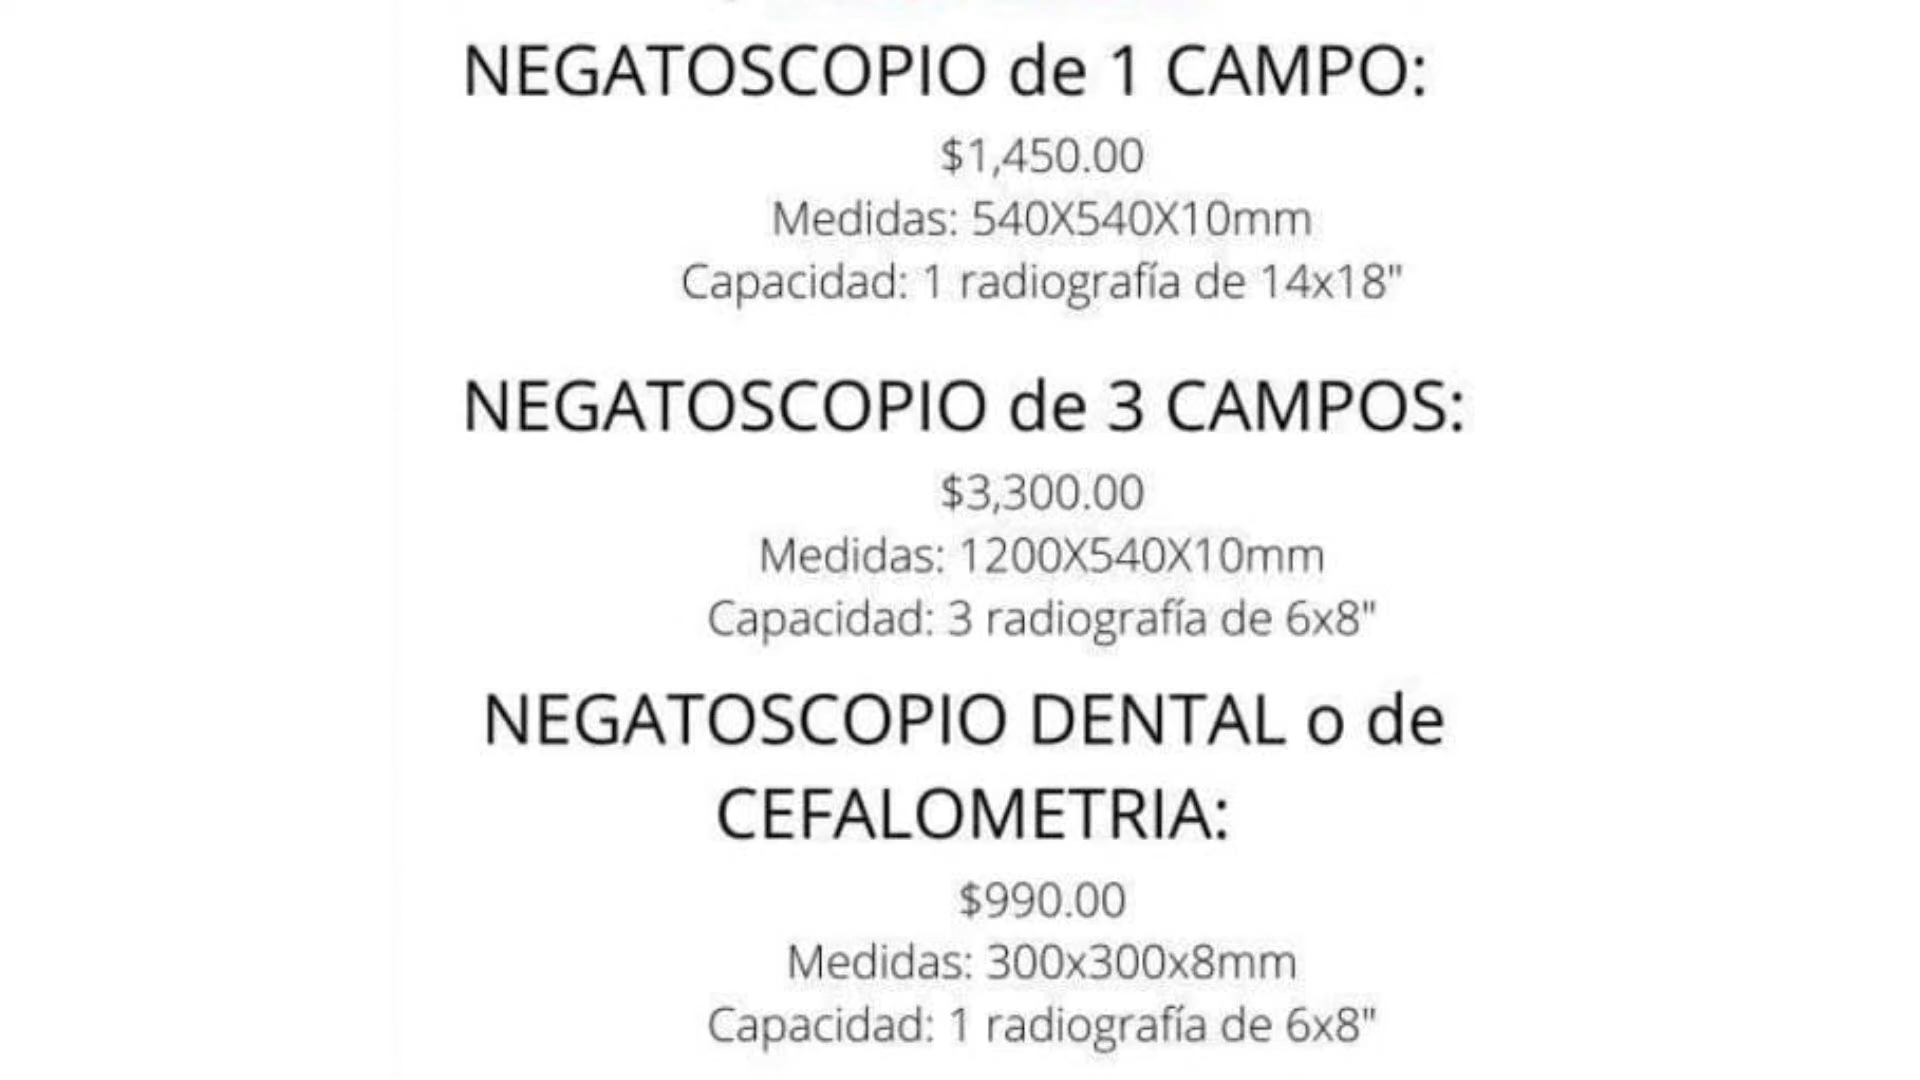 NEGATOSCOPIO de 1 CAMPO:
$1,450.00
Medidas: 540X540X10mm
Capacidad: 1 radiografía de 14x18"
NEGATOSCOPIO de 3 CAMPOS:
$3,300.00
Medidas: 1200X540X10mm
Capacidad: 3 radiografía de 6x8"
NEGATOSCOPIO DENTAL o de
CEFALOMETRIA:
$990.00
Medidas: 300x300x8mm
Capacidad: 1 radiografía de 6x8"